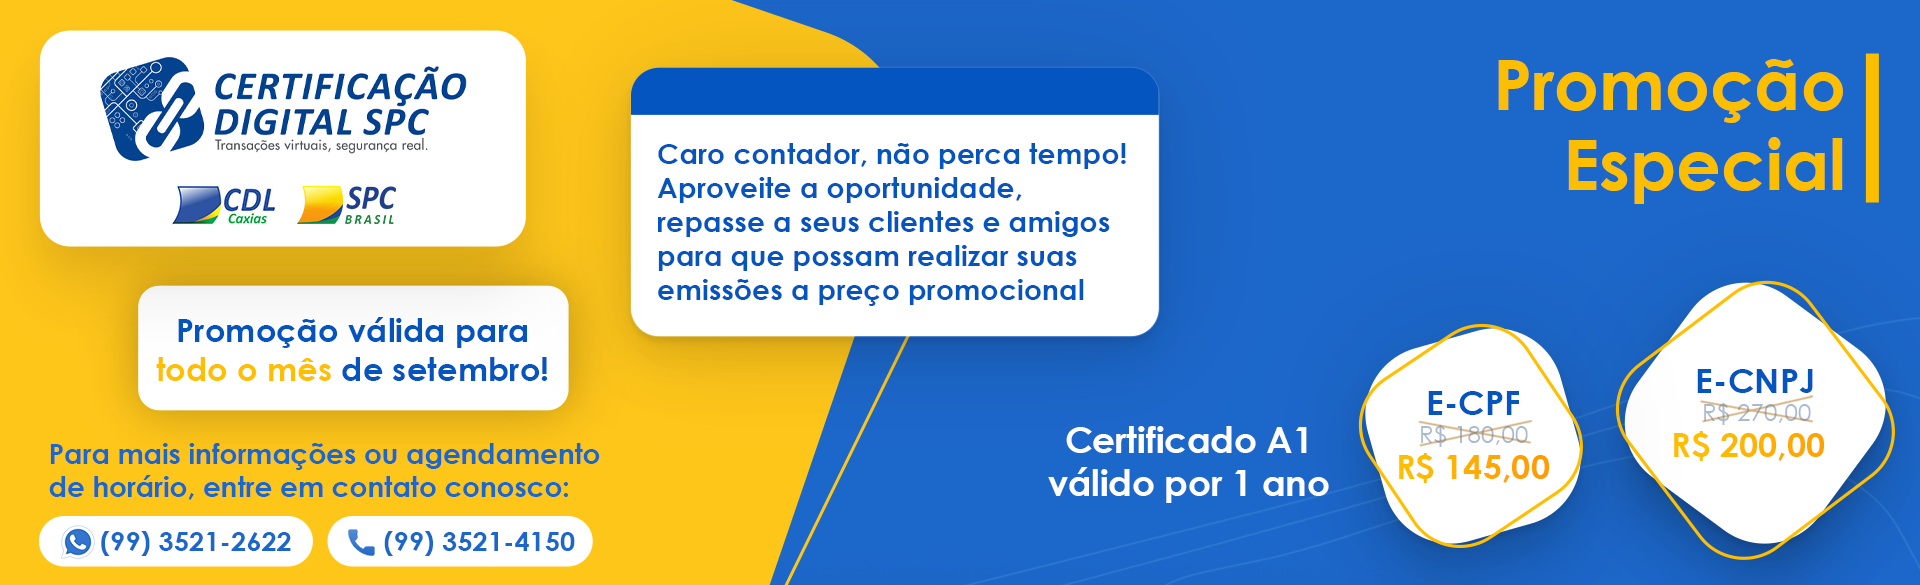 CERTIFICAÇÃO
DIGITAL SPC
Transações virtuais, segurança real.
CDL
Caxias
SPC
BRASIL
Promoção válida para
todo o mês de setembro!
Para mais informações ou agendamento
de horário, entre em contato conosco:
(99) 3521-2622
(99) 3521-4150
Caro contador, não perca tempo!
Aproveite a oportunidade,
repasse a seus clientes e amigos
para que possam realizar suas
emissões a preço promocional
Promoção
Especial
Certificado A1
válido por 1 ano
E-CPF
R$ 180,00
R$ 145,00
E-CNPJ
R$ 270,00
R$ 200,00